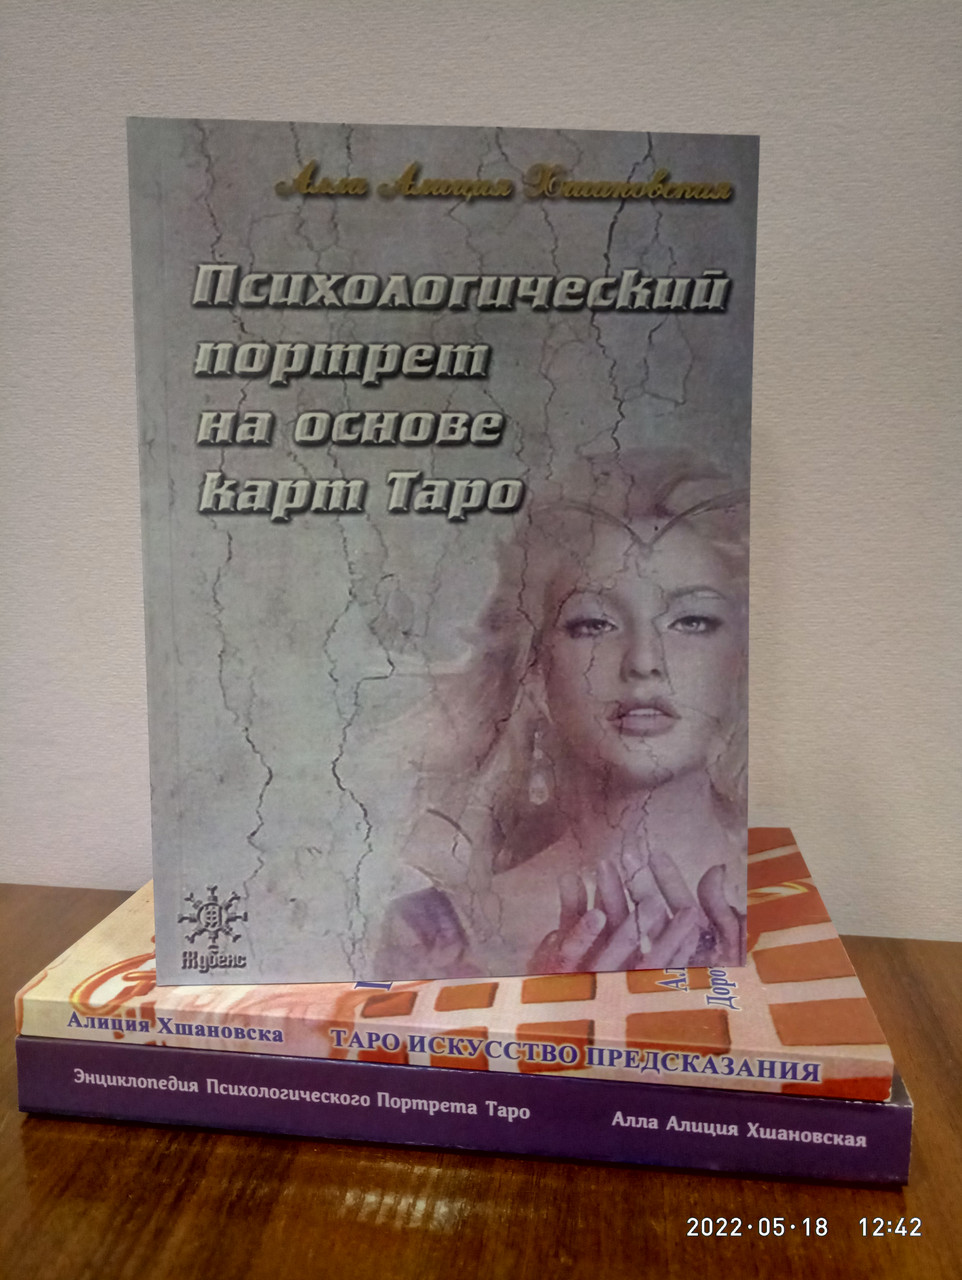 Алла Алиция Хшановская
Психологический
портрет
на основе
карт Таро
Жубенс
Алиция Хшановска ТАРО ИСКУССТВО ПРЕДСКАЗАНИЯ
Энциклопедия Психологического Портрета Таро Алла Алиция Хшановская
2022·05·18 12:42